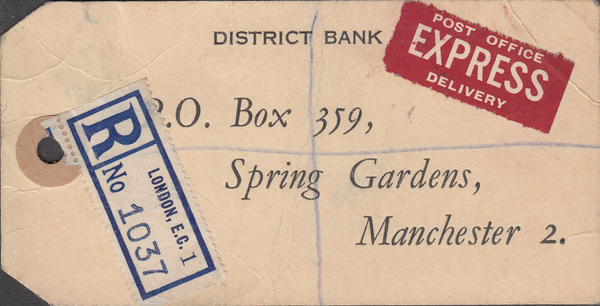 DISTRICT BANK
POST OFFICE
EXPRESS
DELIVERY
P.O. Box 359,
Spring Gardens,
Manchester 2.
R
LONDON, E.C. 1
No 1037